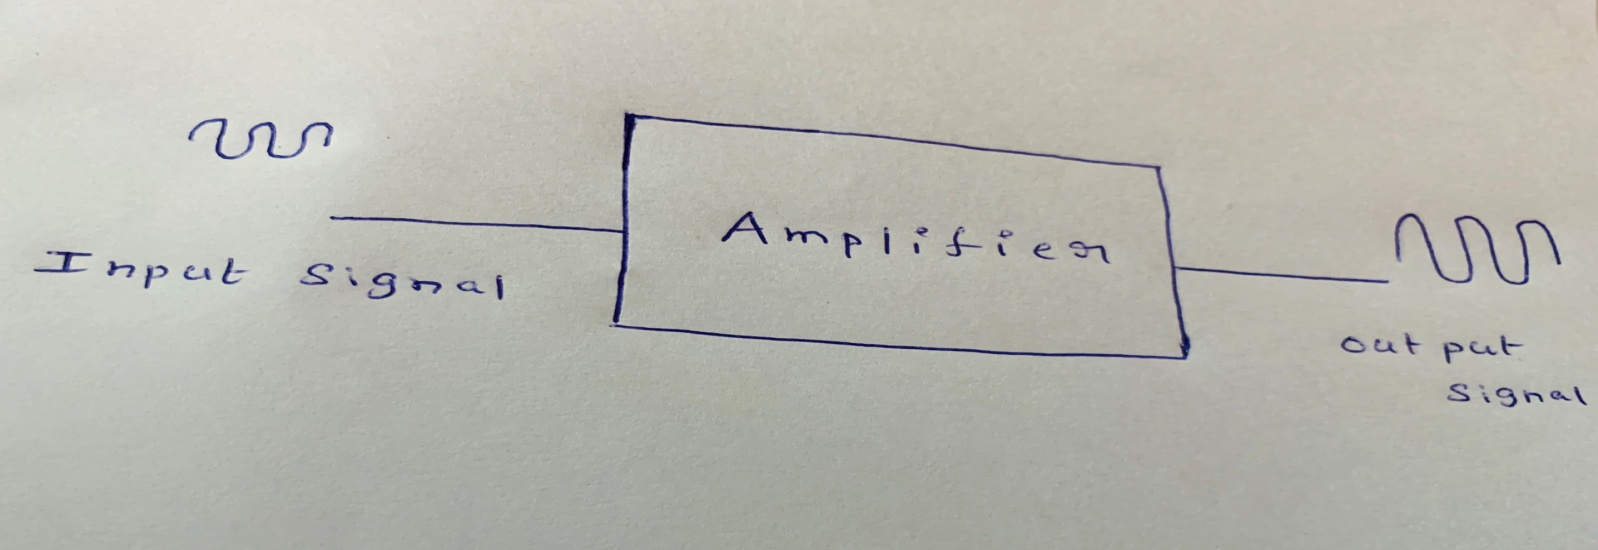 Input Signal
Amplifier
out put
Signal